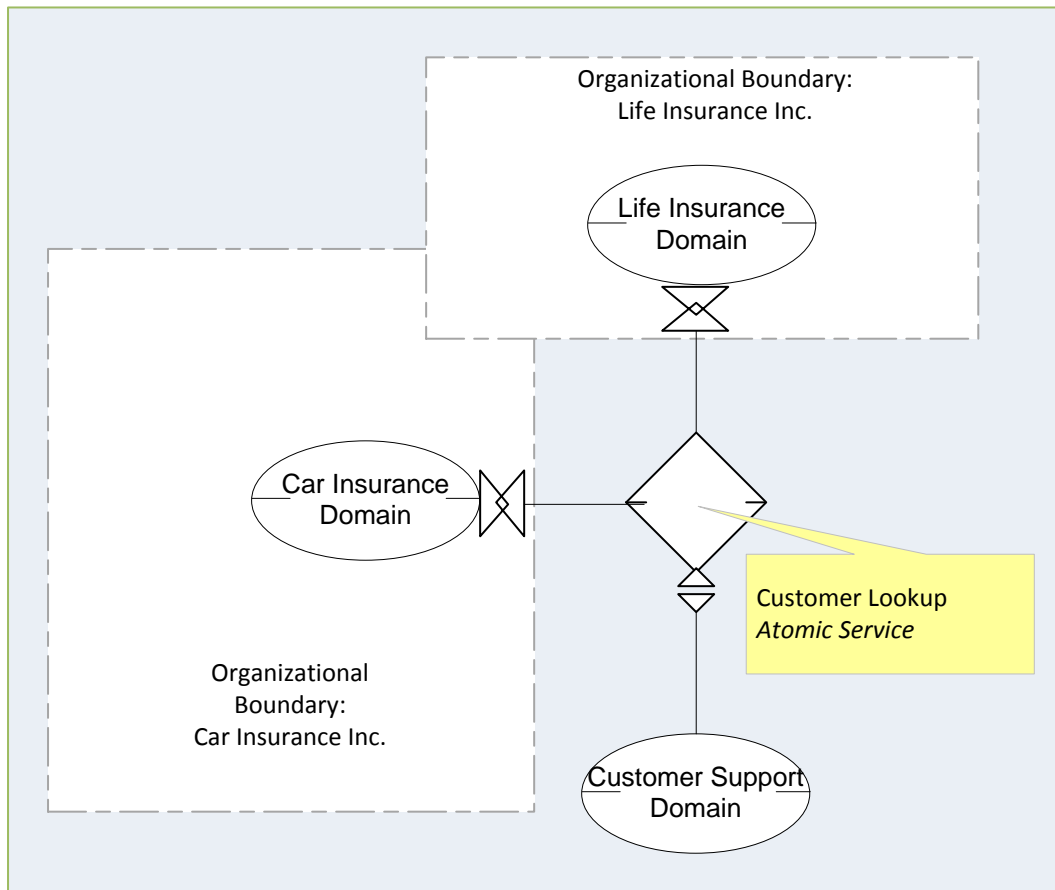 Organizational Boundary:
Life Insurance Inc.
Life Insurance
Domain
Car Insurance
Domain
Customer Lookup
Atomic Service
Organizational
Boundary:
Car Insurance Inc.
Customer Support
Domain